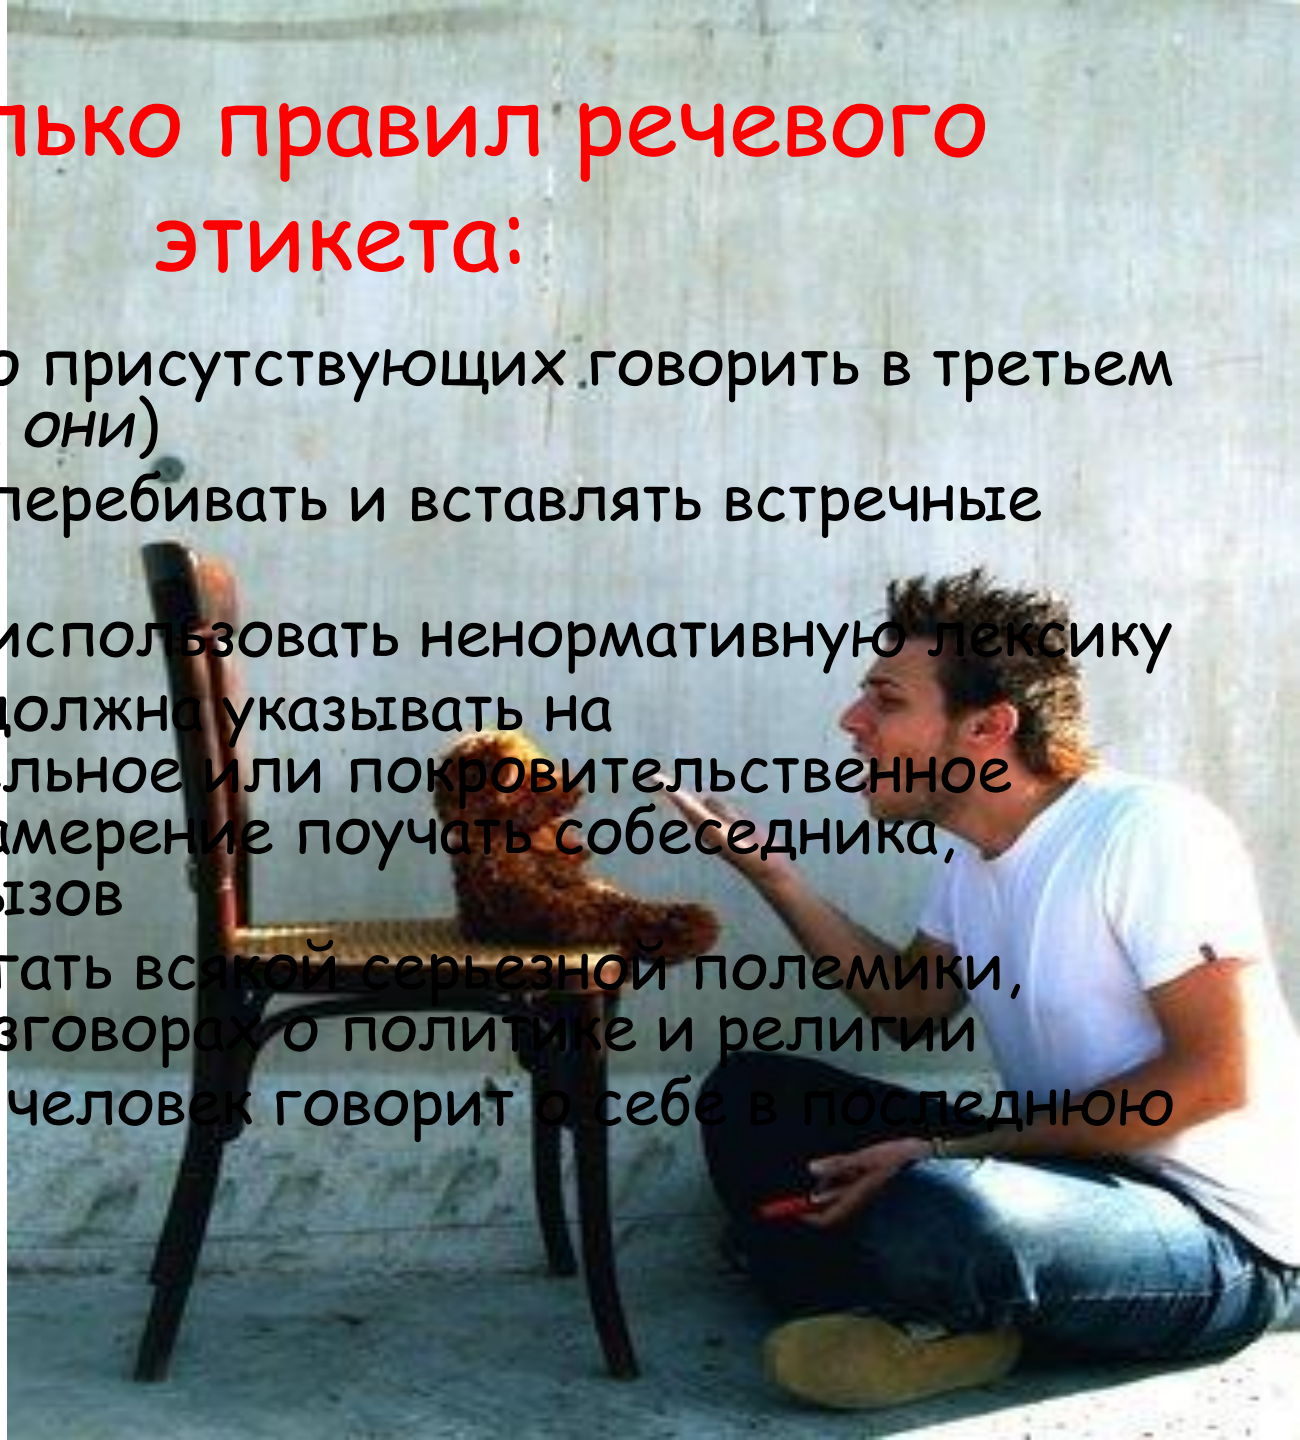 лько правил речевого
этикета:
о присутствующих говорить в третьем
они)
перебивать и вставлять встречные
использовать ненормативную лексику
должна указывать на
льное или покровительственное
амерение поучать собеседника,
ызов
гать всякой серьезной полемики,
зговорах о политике и религии
человек говорит о себе в последнюю